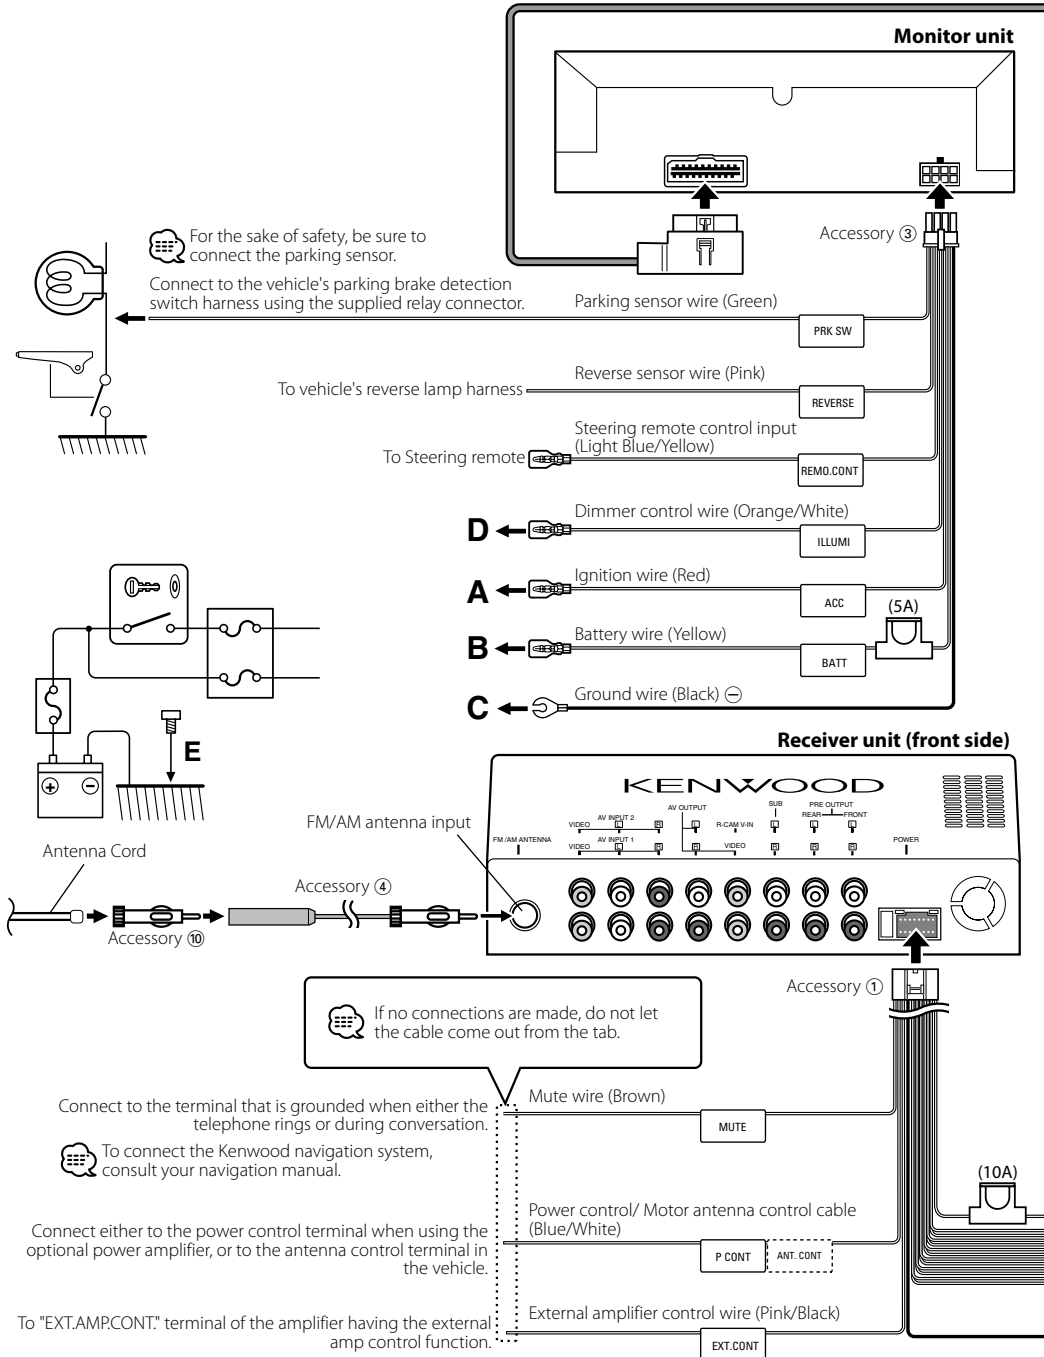 Monitor unit
Accessory ③
For the sake of safety, be sure to
connect the parking sensor.
Connect to the vehicle's parking brake detection
switch harness using the supplied relay connector.
Parking sensor wire (Green)
PRK SW
To vehicle's reverse lamp harness
Reverse sensor wire (Pink)
REVERSE
To Steering remote
Steering remote control input
(Light Blue/Yellow)
REMO.CONT
D
Dimmer control wire (Orange/White)
ILLUMI
A
Ignition wire (Red)
ACC
(5A)
B
Battery wire (Yellow)
BATT
C
Ground wire (Black) ⊖
E
+
−
Receiver unit (front side)
KENWOOD
FM/AM antenna input
Antenna Cord
Accessory ④
Accessory ⑩
FM /AM ANTENNA
VIDEO
AV INPUT 2
L
R
VIDEO
AV INPUT 1
L
R
AV OUTPUT
L
R
R-CAM V-IN
VIDEO
SUB
L
R
PRE OUTPUT
REAR
FRONT
L
L
R
R
POWER
Accessory ①
If no connections are made, do not let
the cable come out from the tab.
Connect to the terminal that is grounded when either the
telephone rings or during conversation.
Mute wire (Brown)
MUTE
To connect the Kenwood navigation system,
consult your navigation manual.
(10A)
Connect either to the power control terminal when using the
optional power amplifier, or to the antenna control terminal in
the vehicle.
Power control/ Motor antenna control cable
(Blue/White)
P CONT
ANT. CONT
To "EXT.AMP.CONT." terminal of the amplifier having the external
amp control function.
External amplifier control wire (Pink/Black)
EXT.CONT